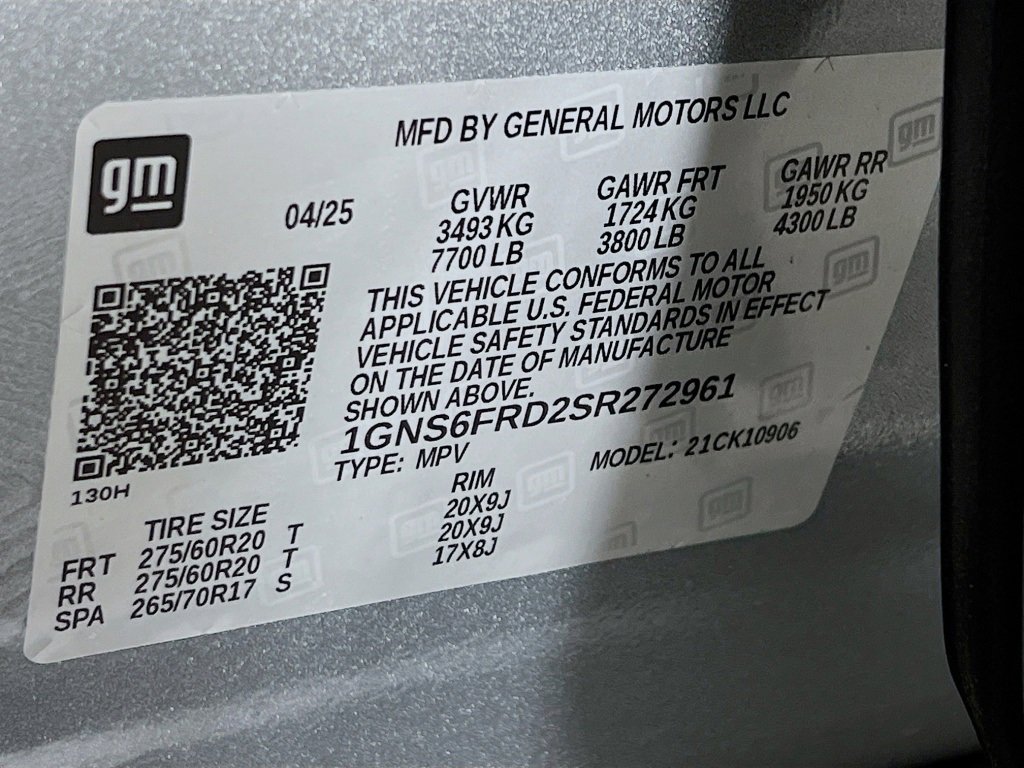 MFD BY GENERAL MOTORS LLC
gm
04/25
GVWR GAWR FRT GAWR RR
3493 KG 1724 KG 1950 KG
7700 LB 3800 LB 4300 LB
THIS VEHICLE CONFORMS TO ALL
APPLICABLE U.S. FEDERAL MOTOR
VEHICLE SAFETY STANDARDS IN EFFECT
ON THE DATE OF MANUFACTURE
SHOWN ABOVE.
1GNS6FRD2SR272961
TYPE: MPV MODEL: 21CK10906
130H
TIRE SIZE RIM
FRT 275/60R20 T 20X9J
RR 275/60R20 T 20X9J
SPA 265/70R17 S 17X8J